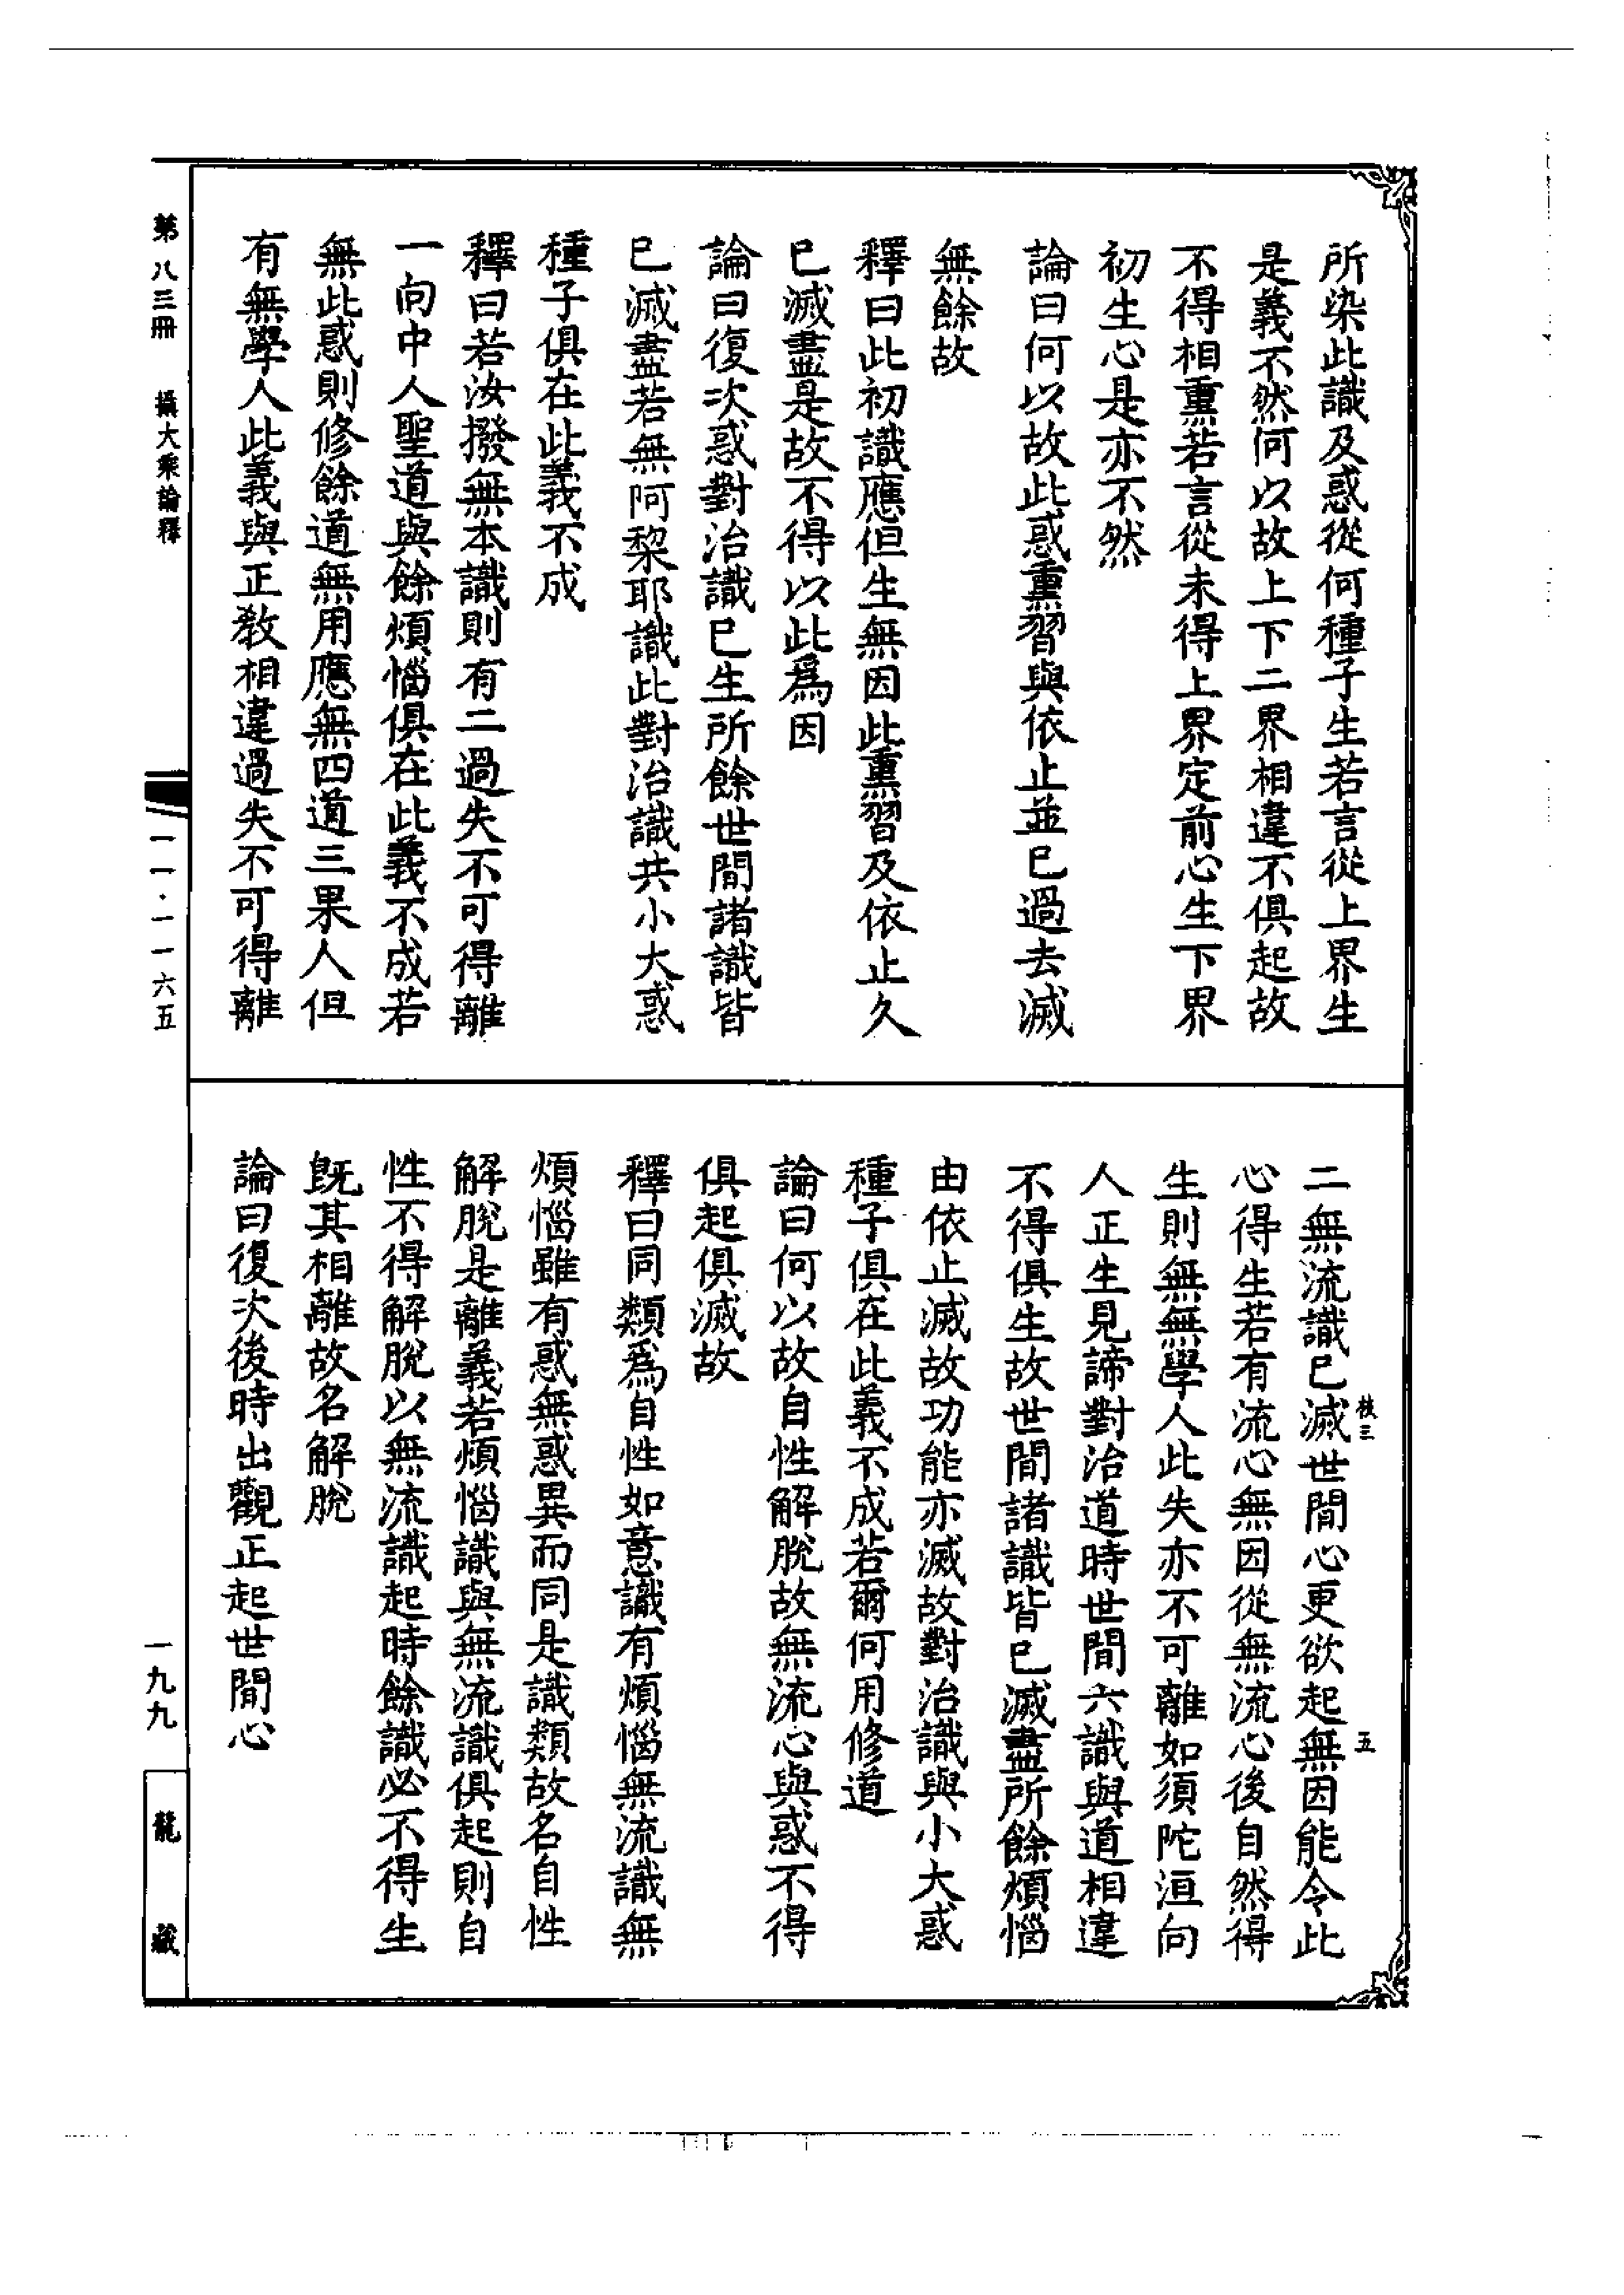 所染此識及惑從何種子生若言從上界生
是義不然何以故上下二界相違不俱起故
不得相熏若言從未得上界定前心生下界
初生心是亦不然
論曰何以故此惑熏習與依止並已過去滅
無餘故
釋曰此初識應但生無因此熏習及依止久
已滅盡是故不得以此爲因
論曰復次惑對治識已生所餘世間諸識皆
已滅盡若無阿黎耶識此對治識共小大惑
種子俱在此義不成
釋曰若汝撥無本識則有二過失不可得離
一向中人聖道與餘煩惱俱在此義不成若
無此惑則修餘道無用應無四道三果人但
有無學人此義與正教相違過失不可得離
二無流識已滅世間心更欲起無因能令此
心得生若有流心無因從無流心後自然得
生則無無學人此失亦不可離如須陀洹向
人正生見諦對治道時世間六識與道相違
不得俱生故世間諸識皆已滅盡所餘煩惱
由依止滅故功能亦滅故對治識與小大惑
種子俱在此義不成若爾何用修道
論曰何以故自性解脫故無流心與惑不得
俱起俱滅故
釋曰同類爲自性如意識有煩惱無流識無
煩惱雖有惑無惑異而同是識類故名自性
解脫是離義若煩惱識與無流識俱起則自
性不得解脫以無流識起時餘識必不得生
既其相離故名解脫
論曰復次後時出觀正起世間心
第八三冊 攝大乘論釋
一一·一一六五
一九九
龍藏
枝三
五